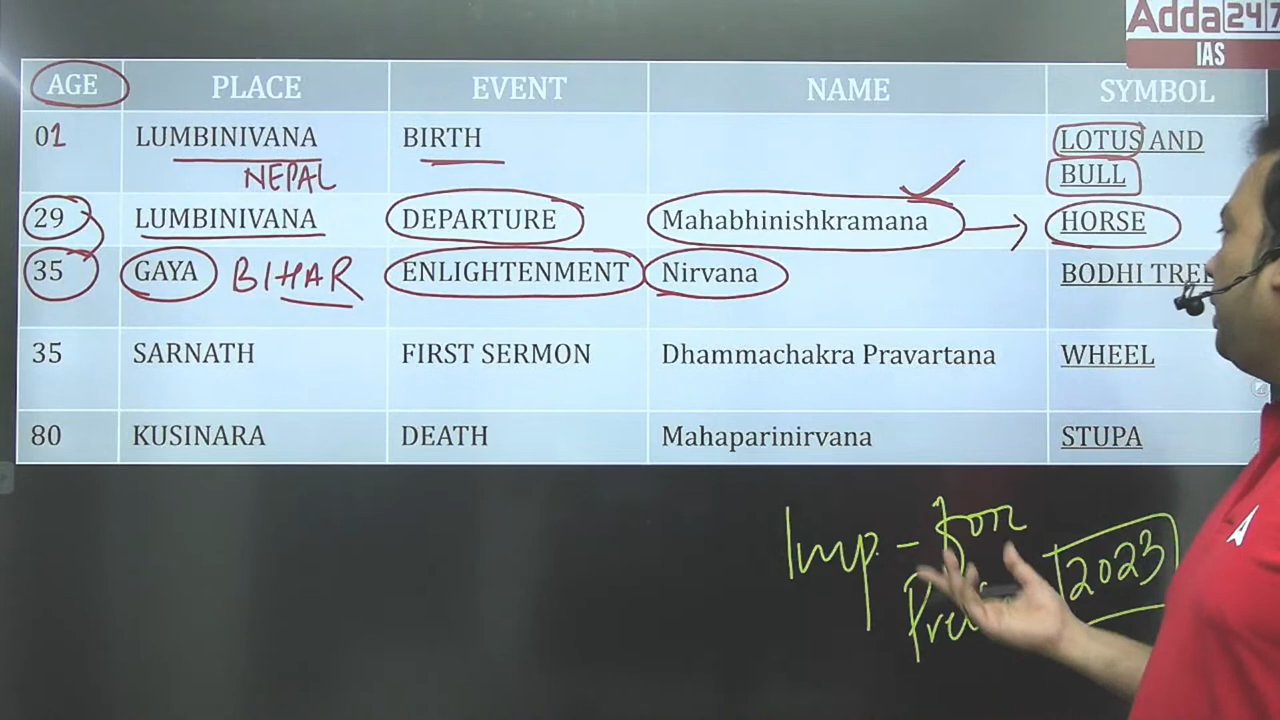 Adda247
IAS
AGE PLACE EVENT NAME SYMBOL
01 LUMBINIVANA BIRTH LOTUS AND
NEPAL BULL
29 LUMBINIVANA DEPARTURE Mahabhinishkramana HORSE
35 GAYA BIHAR ENLIGHTENMENT Nirvana BODHI TREE
35 SARNATH FIRST SERMON Dhammachakra Pravartana WHEEL
80 KUSINARA DEATH Mahaparinirvana STUPA
Imp - for
2023